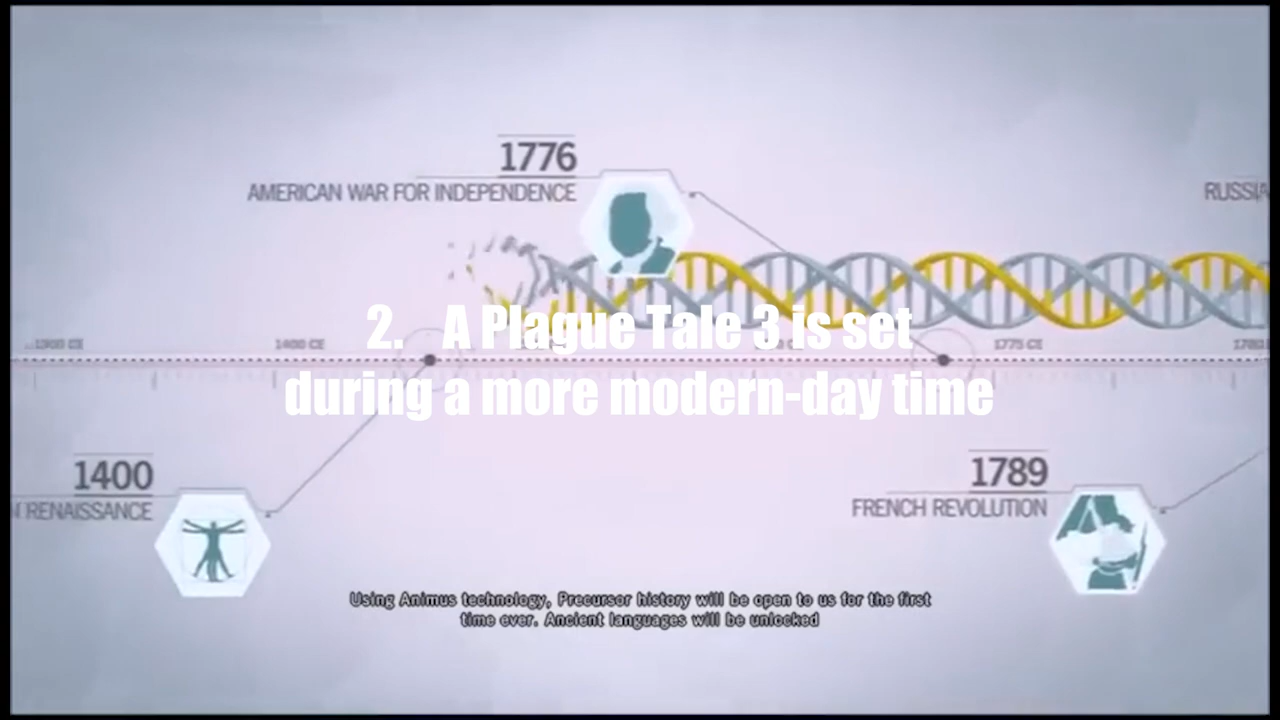 1776
AMERICAN WAR FOR INDEPENDENCE
RUSSIA
2. A Plague Tale 3 is set
1400 CE
1775 CE
during a more modern-day time
1400
RENAISSANCE
1789
FRENCH REVOLUTION
Using Animus technology, Precursor history will be open to us for the first
time ever. Ancient languages will be unlocked